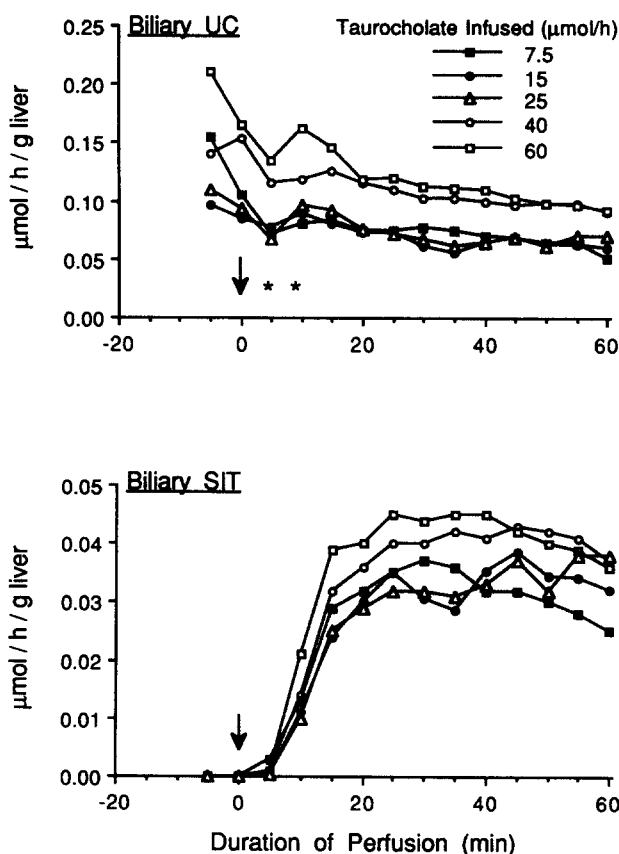 Biliary UC
Taurocholate Infused (μmol/h)
7.5
15
25
40
60
μmol / h / g liver
0.25
0.20
0.15
0.10
0.05
0.00
* *
-20 0 20 40 60
Biliary SIT
μmol / h / g liver
0.05
0.04
0.03
0.02
0.01
0.00
-20 0 20 40 60
Duration of Perfusion (min)